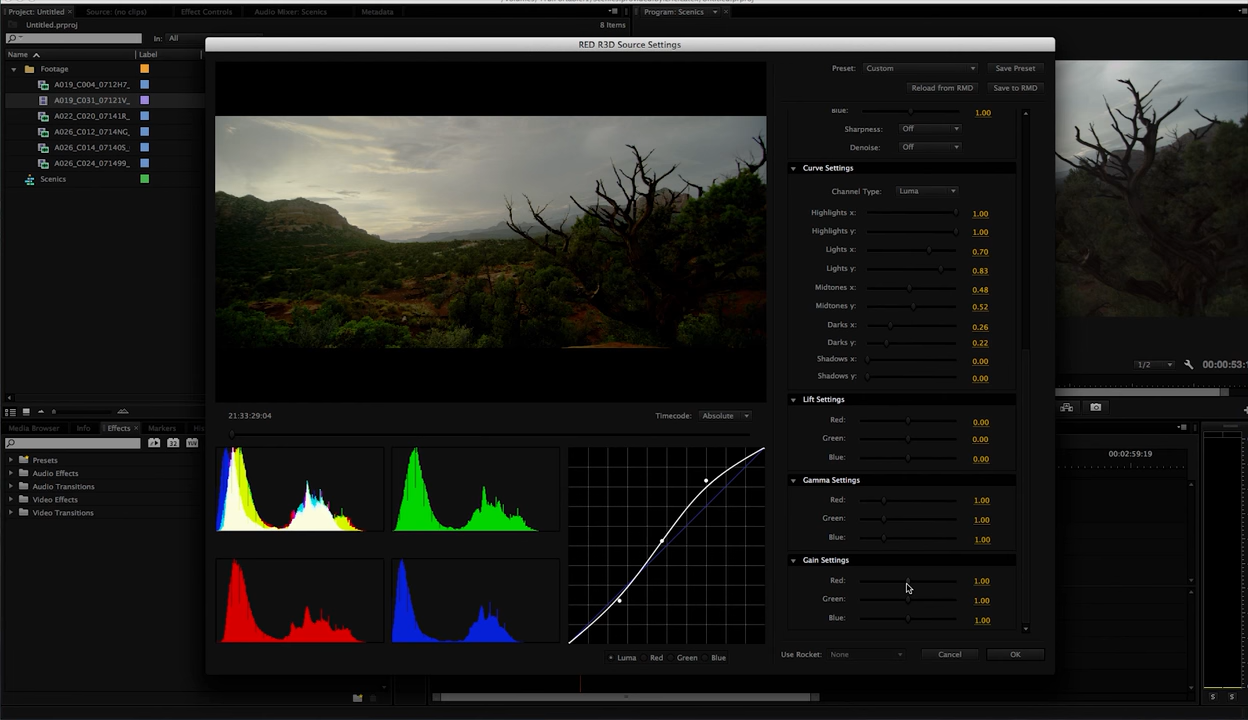 Project: Untitled
Source: (no clips)
Effect Controls
Audio Mixer: Scenics
Metadata
Program: Scenics
Untitled.prproj
8 Items
In: All
Name
Label
RED R3D Source Settings
Footage
A019_C004_0712H7_
A019_C031_07121V_
A022_C020_07141R_
A026_C012_0714NG_
A026_C014_07140S_
A026_C024_071499_
Scenics
Preset: Custom
Save Preset
Reload from RMD
Save to RMD
Blue: 1.00
Sharpness: Off
Denoise: Off
Curve Settings
Channel Type: Luma
Highlights x: 1.00
Highlights y: 1.00
Lights x: 0.70
Lights y: 0.83
Midtones x: 0.48
Midtones y: 0.52
Darks x: 0.26
Darks y: 0.22
Shadows x: 0.00
Shadows y: 0.00
Lift Settings
Red: 0.00
Green: 0.00
Blue: 0.00
Gamma Settings
Red: 1.00
Green: 1.00
Blue: 1.00
Gain Settings
Red: 1.00
Green: 1.00
Blue: 1.00
Use Rocket: None
Cancel
OK
21:33:29:04
Timecode: Absolute
Luma
Red
Green
Blue
1/2
00:00:53:1
00:02:59:19
Media Browser
Info
Effects
Markers
32
YUV
Presets
Audio Effects
Audio Transitions
Video Effects
Video Transitions
S
S